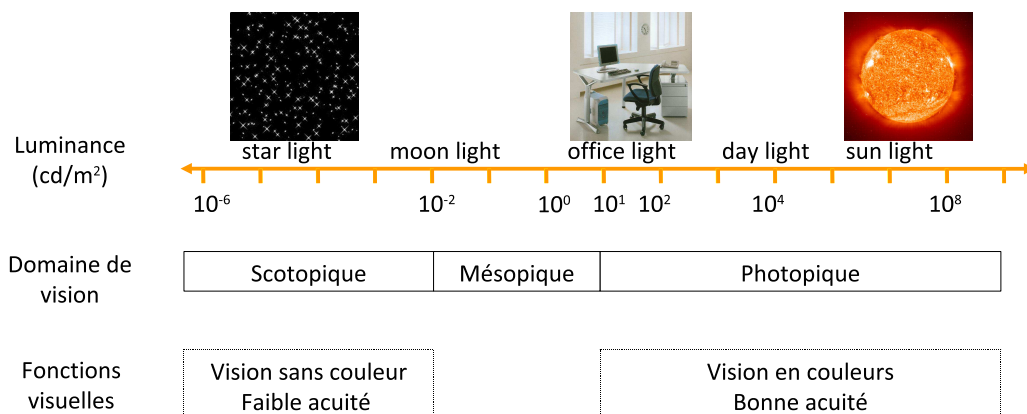 Luminance
(cd/m²)
star light moon light office light day light sun light
10⁻⁶ 10⁻² 10⁰ 10¹ 10² 10⁴ 10⁸
Domaine de
vision
Scotopique Mésopique Photopique
Fonctions
visuelles
Vision sans couleur
Faible acuité
Vision en couleurs
Bonne acuité